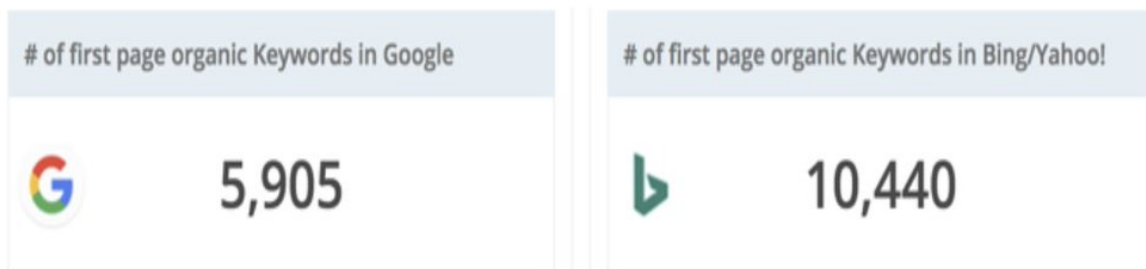 # of first page organic Keywords in Google
5,905
# of first page organic Keywords in Bing/Yahoo!
10,440